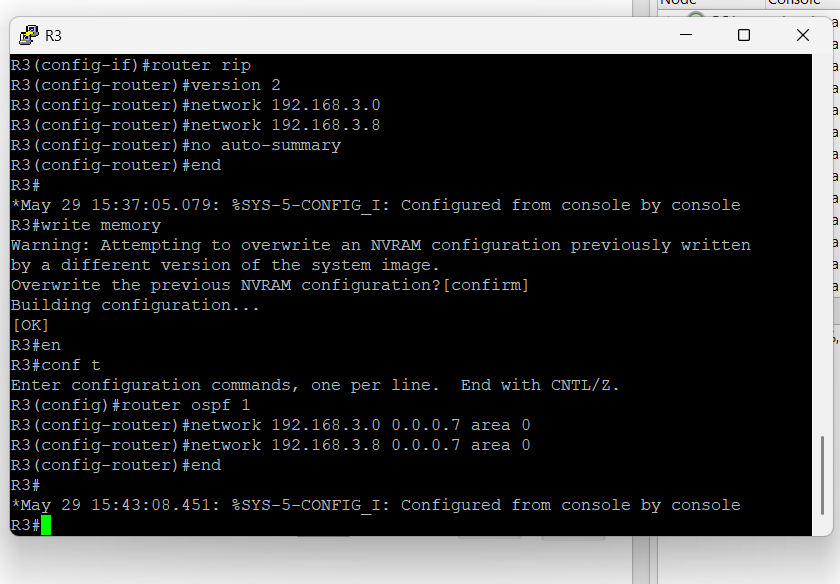 Node
Console
R3
R3(config-if)#router rip
R3(config-router)#version 2
R3(config-router)#network 192.168.3.0
R3(config-router)#network 192.168.3.8
R3(config-router)#no auto-summary
R3(config-router)#end
R3#
*May 29 15:37:05.079: %SYS-5-CONFIG_I: Configured from console by console
R3#write memory
Warning: Attempting to overwrite an NVRAM configuration previously written
by a different version of the system image.
Overwrite the previous NVRAM configuration?[confirm]
Building configuration...
[OK]
R3#en
R3#conf t
Enter configuration commands, one per line.  End with CNTL/Z.
R3(config)#router ospf 1
R3(config-router)#network 192.168.3.0 0.0.0.7 area 0
R3(config-router)#network 192.168.3.8 0.0.0.7 area 0
R3(config-router)#end
R3#
*May 29 15:43:08.451: %SYS-5-CONFIG_I: Configured from console by console
R3#